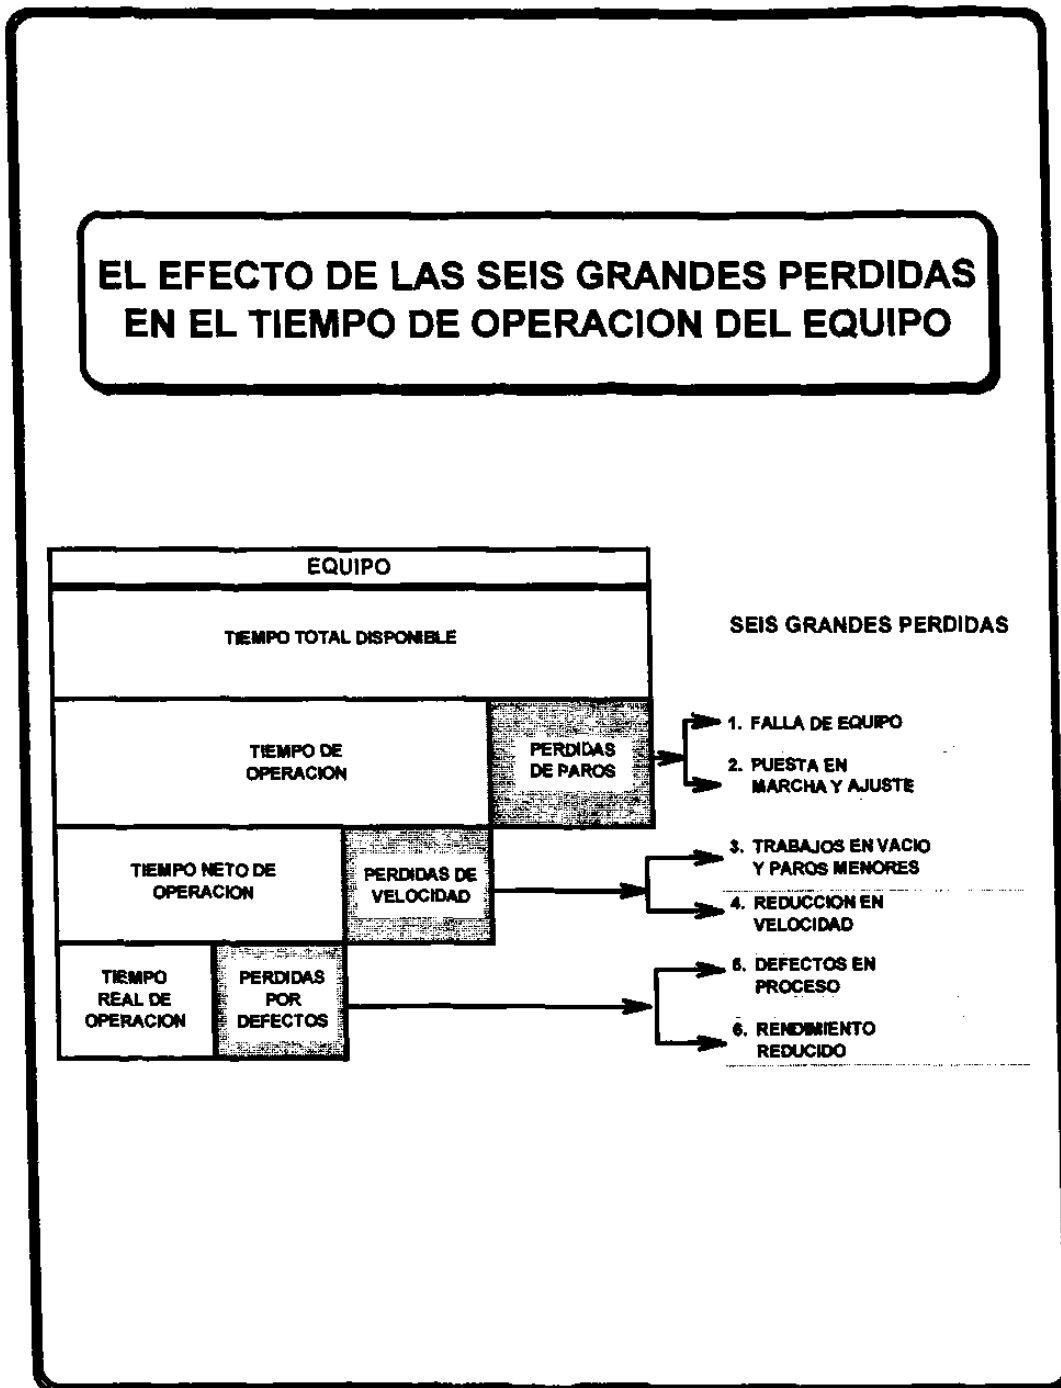 EL EFECTO DE LAS SEIS GRANDES PERDIDAS
EN EL TIEMPO DE OPERACION DEL EQUIPO
EQUIPO
TIEMPO TOTAL DISPONIBLE
SEIS GRANDES PERDIDAS
TIEMPO DE
OPERACION
PERDIDAS
DE PAROS
1. FALLA DE EQUIPO
2. PUESTA EN
MARCHA Y AJUSTE
TIEMPO NETO DE
OPERACION
PERDIDAS DE
VELOCIDAD
3. TRABAJOS EN VACIO
Y PAROS MENORES
4. REDUCCION EN
VELOCIDAD
TIEMPO
REAL DE
OPERACION
PERDIDAS
POR
DEFECTOS
5. DEFECTOS EN
PROCESO
6. RENDIMIENTO
REDUCIDO